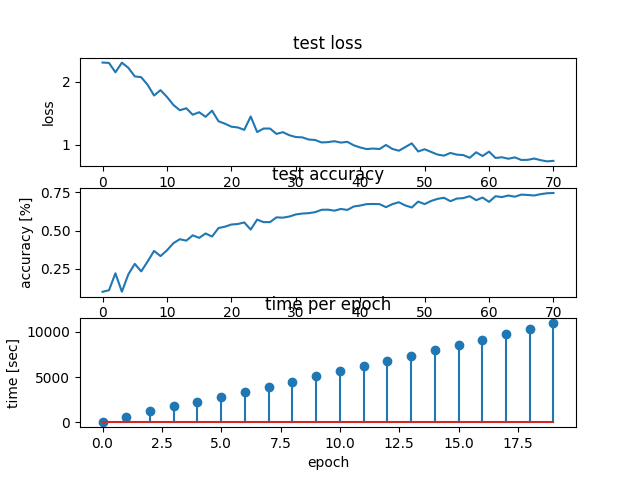 test loss
2
1
loss
0 10 20 30 40 50 60 70
test accuracy
0.75
0.50
0.25
accuracy [%]
0 10 20 30 40 50 60 70
time per epoch
10000
5000
0
time [sec]
0.0 2.5 5.0 7.5 10.0 12.5 15.0 17.5
epoch